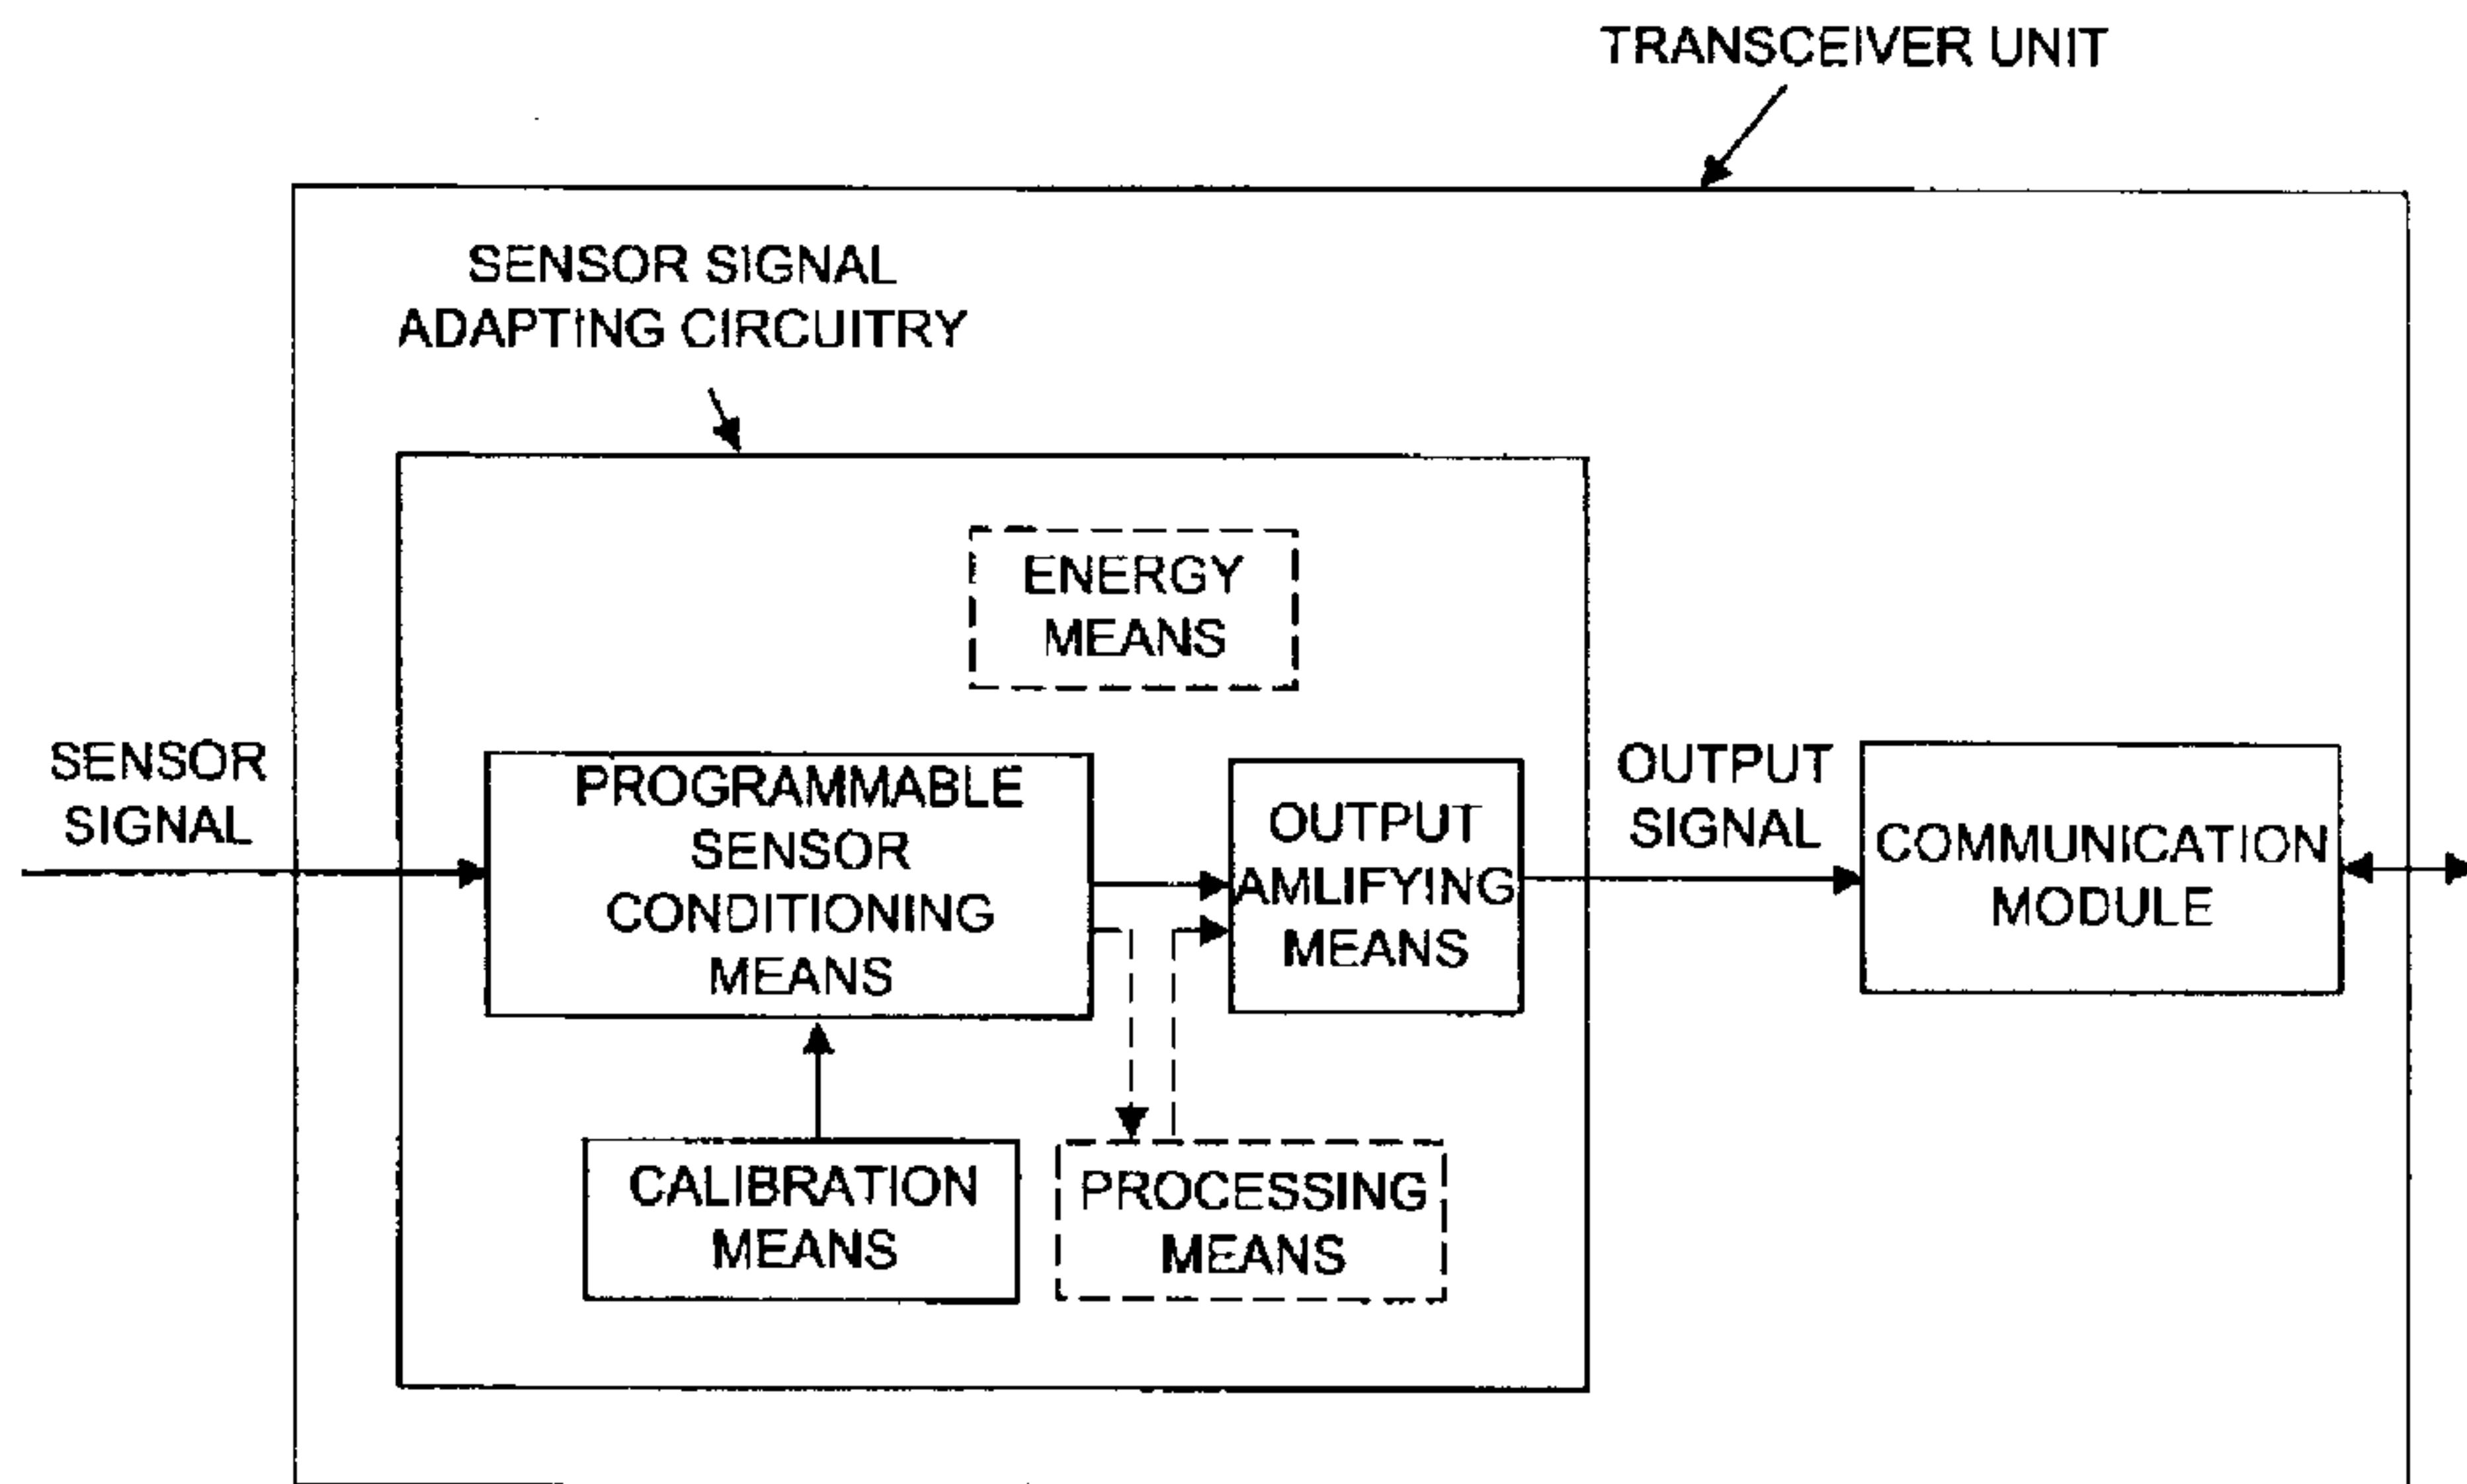 TRANSCEIVER UNIT
SENSOR SIGNAL
ADAPTING CIRCUITRY
ENERGY
MEANS
SENSOR
SIGNAL
PROGRAMMABLE
SENSOR
CONDITIONING
MEANS
OUTPUT
AMLIFYING
MEANS
OUTPUT
SIGNAL
COMMUNICATION
MODULE
CALIBRATION
MEANS
PROCESSING
MEANS